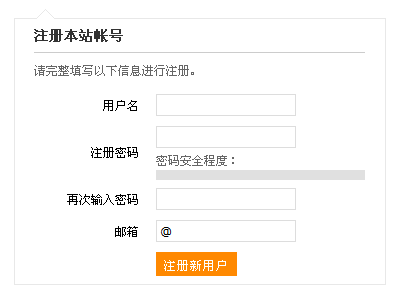 注册本站帐号
请完整填写以下信息进行注册。
用户名
注册密码
密码安全程度：
再次输入密码
邮箱 @
注册新用户